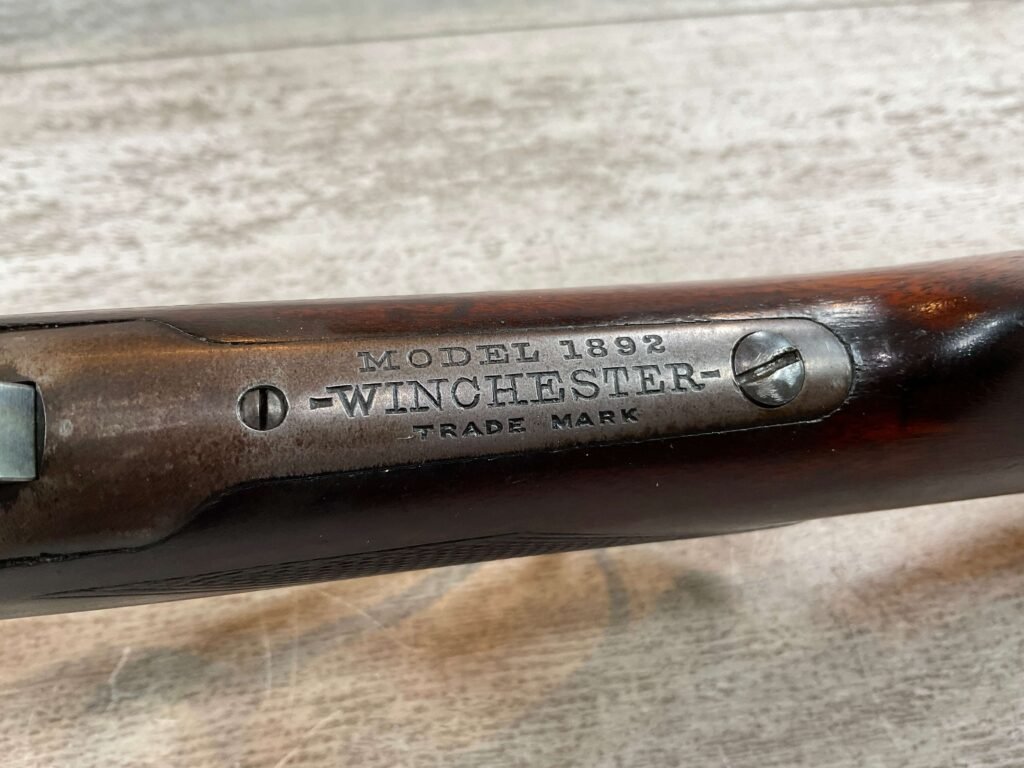 MODEL 1892
-WINCHESTER-
TRADE MARK